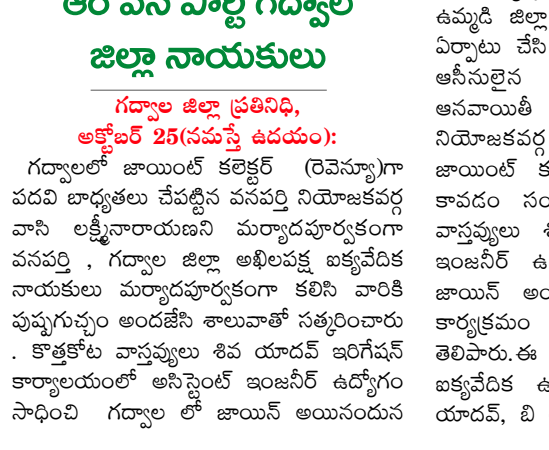 ఆర్ ఎస్ పార్టీ గద్వాల
జిల్లా నాయకులు
గద్వాల జిల్లా ప్రతినిధి,
అక్టోబర్ 25(నమస్తే ఉదయం):
గద్వాలలో జాయింట్ కలెక్టర్ (రెవెన్యూ)గా
పదవి బాధ్యతలు చేపట్టిన వనపర్తి నియోజకవర్గ
వాసి లక్ష్మీనారాయణని మర్యాదపూర్వకంగా
వనపర్తి , గద్వాల జిల్లా అఖిలపక్ష ఐక్యవేదిక
నాయకులు మర్యాదపూర్వకంగా కలిసి వారికి
పుష్పగుచ్ఛం అందజేసి శాలువాతో సత్కరించారు
. కొత్తకోట వాస్తవ్యులు శివ యాదవ్ ఇరిగేషన్
కార్యాలయంలో అసిస్టెంట్ ఇంజనీర్ ఉద్యోగం
సాధించి గద్వాల లో జాయిన్ అయినందున
ఉమ్మడి జిల్లా
ఏర్పాటు చేసి
ఆసీనులైన
ఆనవాయితీ
నియోజకవర్గ
జాయింట్
కావడం
వాస్తవ్యులు
ఇంజనీర్ ఉ
జాయిన్
కార్యక్రమం
తెలిపారు.ఈ
ఐక్యవేదిక
యాదవ్, బి